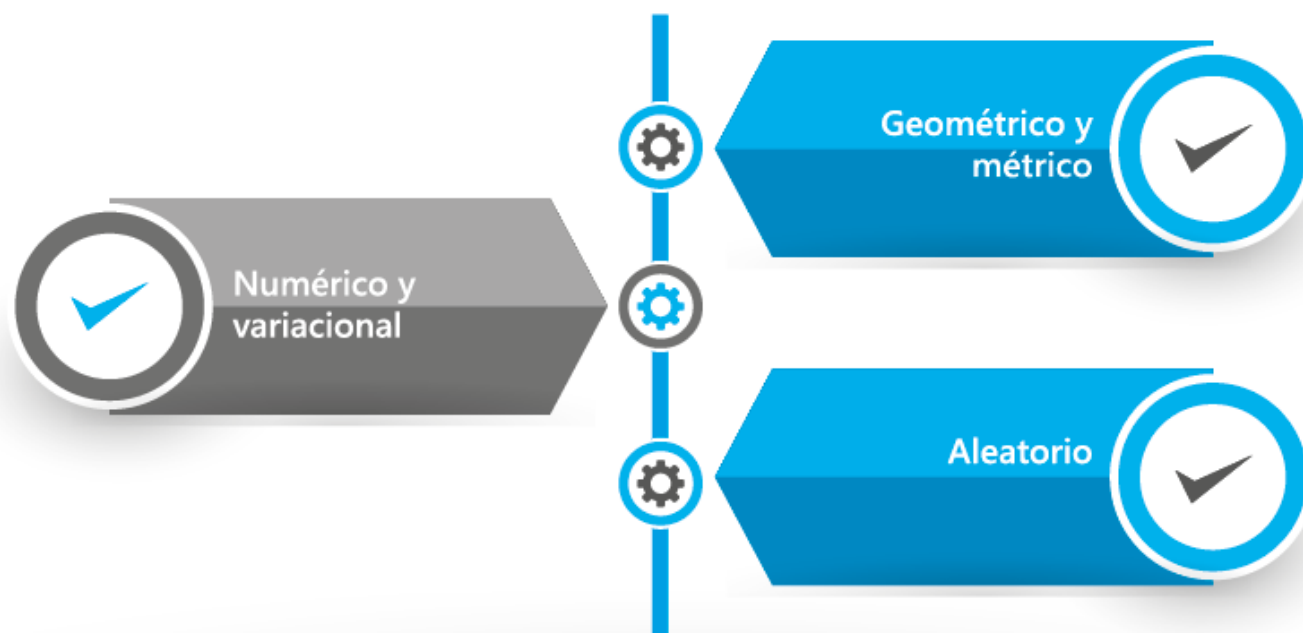 Geométrico y
métrico
Numérico y
variacional
Aleatorio